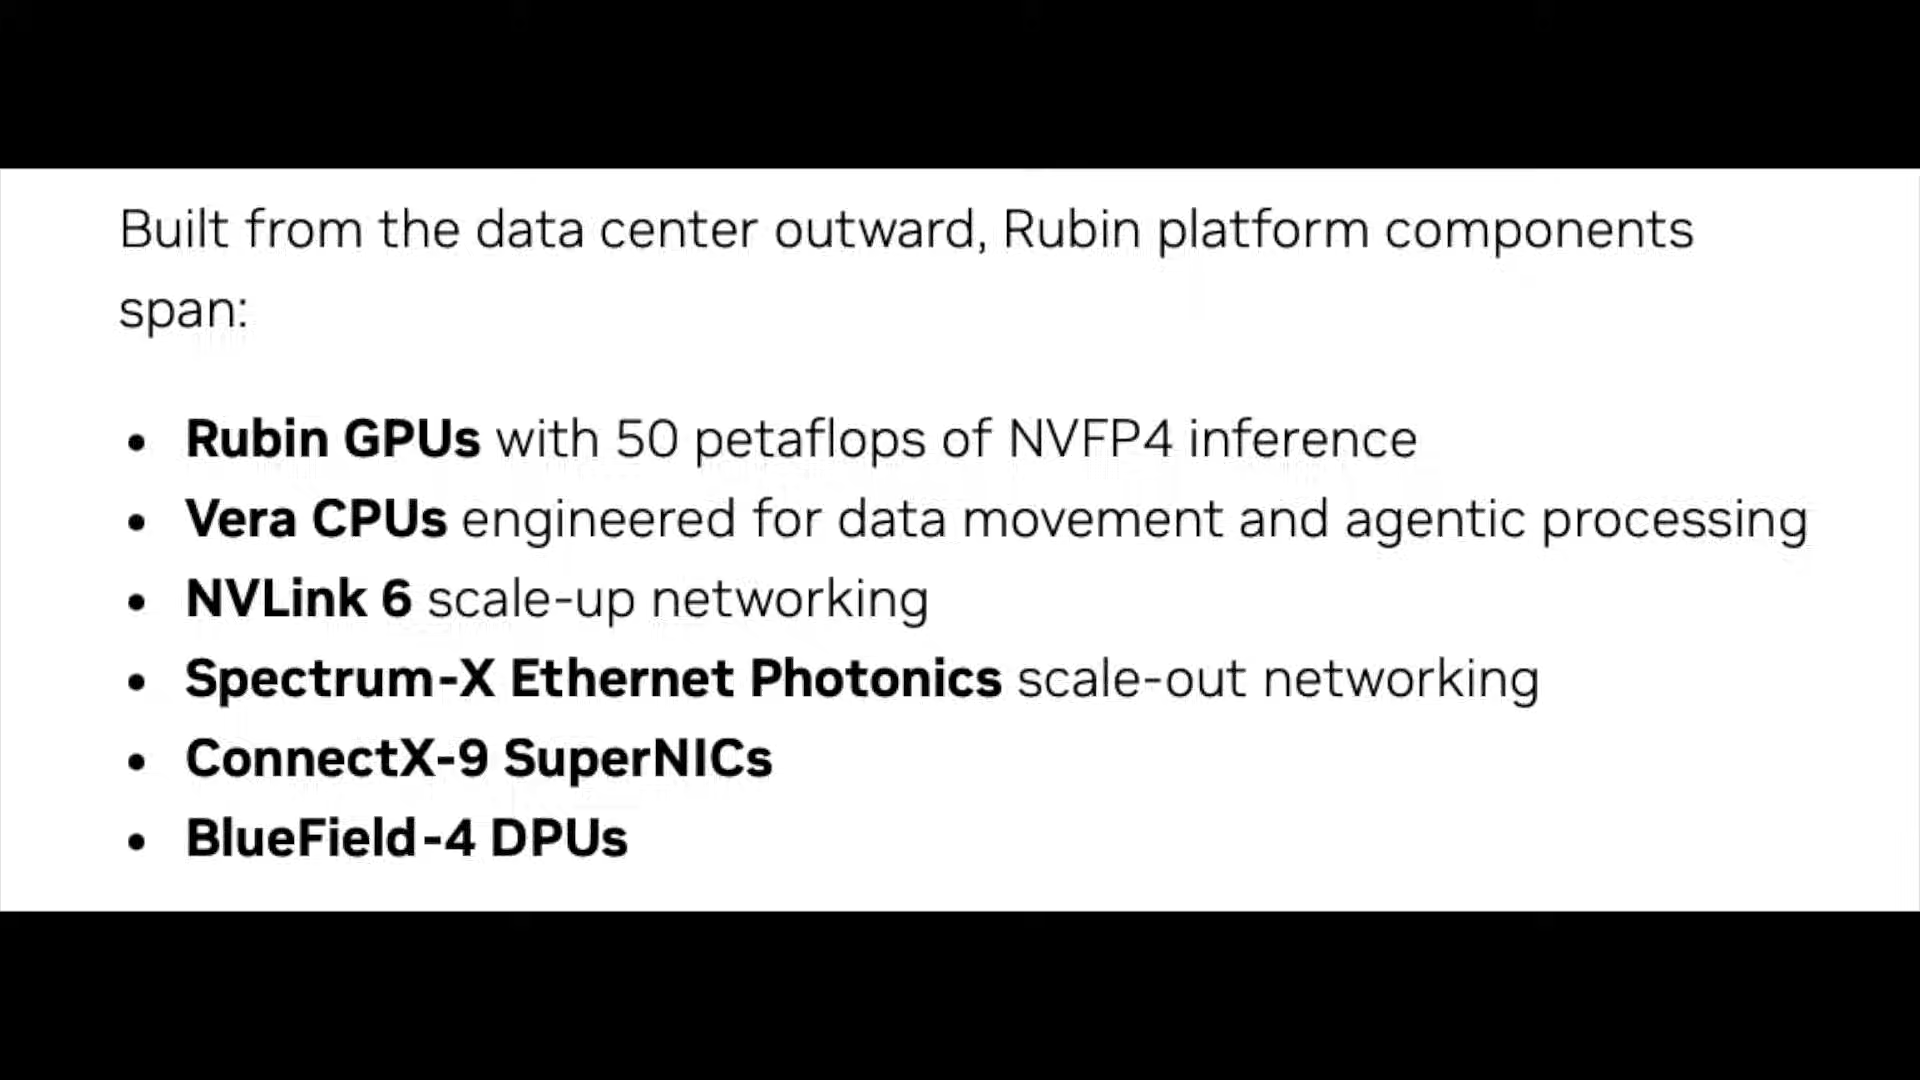 Built from the data center outward, Rubin platform components
span:
• Rubin GPUs with 50 petaflops of NVFP4 inference
• Vera CPUs engineered for data movement and agentic processing
• NVLink 6 scale-up networking
• Spectrum-X Ethernet Photonics scale-out networking
• ConnectX-9 SuperNICs
• BlueField-4 DPUs